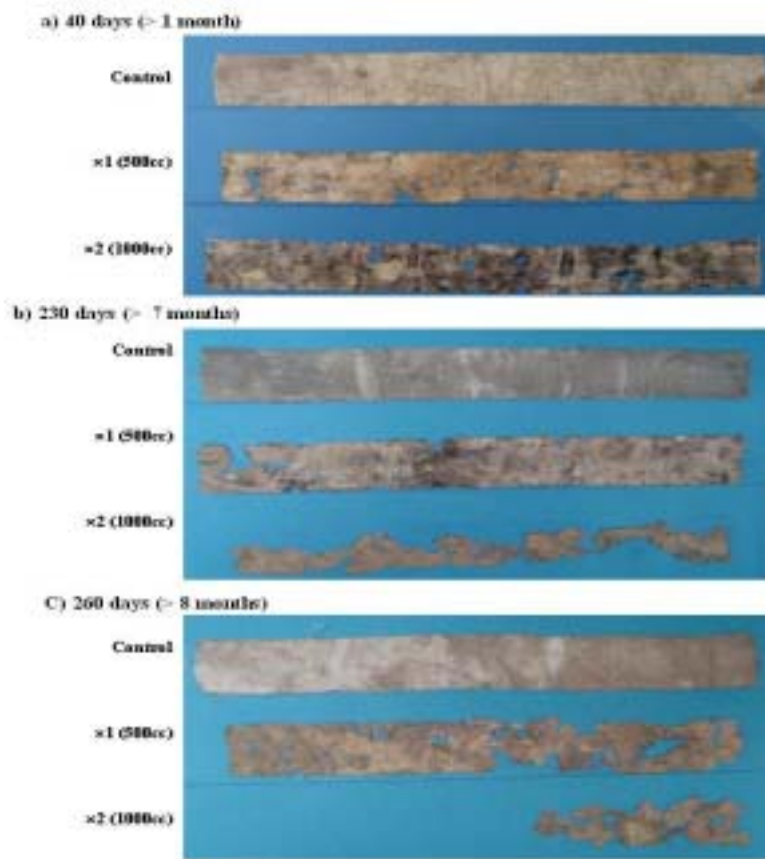 a) 40 days (> 1 month)
Control
×1 (500cc)
×2 (1000cc)
b) 230 days (> 7 months)
Control
×1 (500cc)
×2 (1000cc)
C) 260 days (> 8 months)
Control
×1 (500cc)
×2 (1000cc)